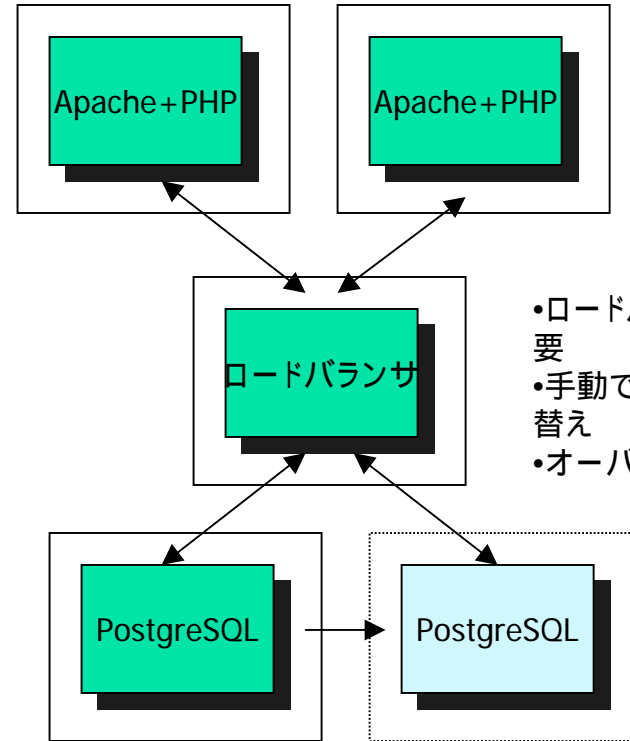 Apache+PHP
Apache+PHP
ロードバランサ
•ロード
要
•手動で
替え
•オーバ
PostgreSQL
PostgreSQL